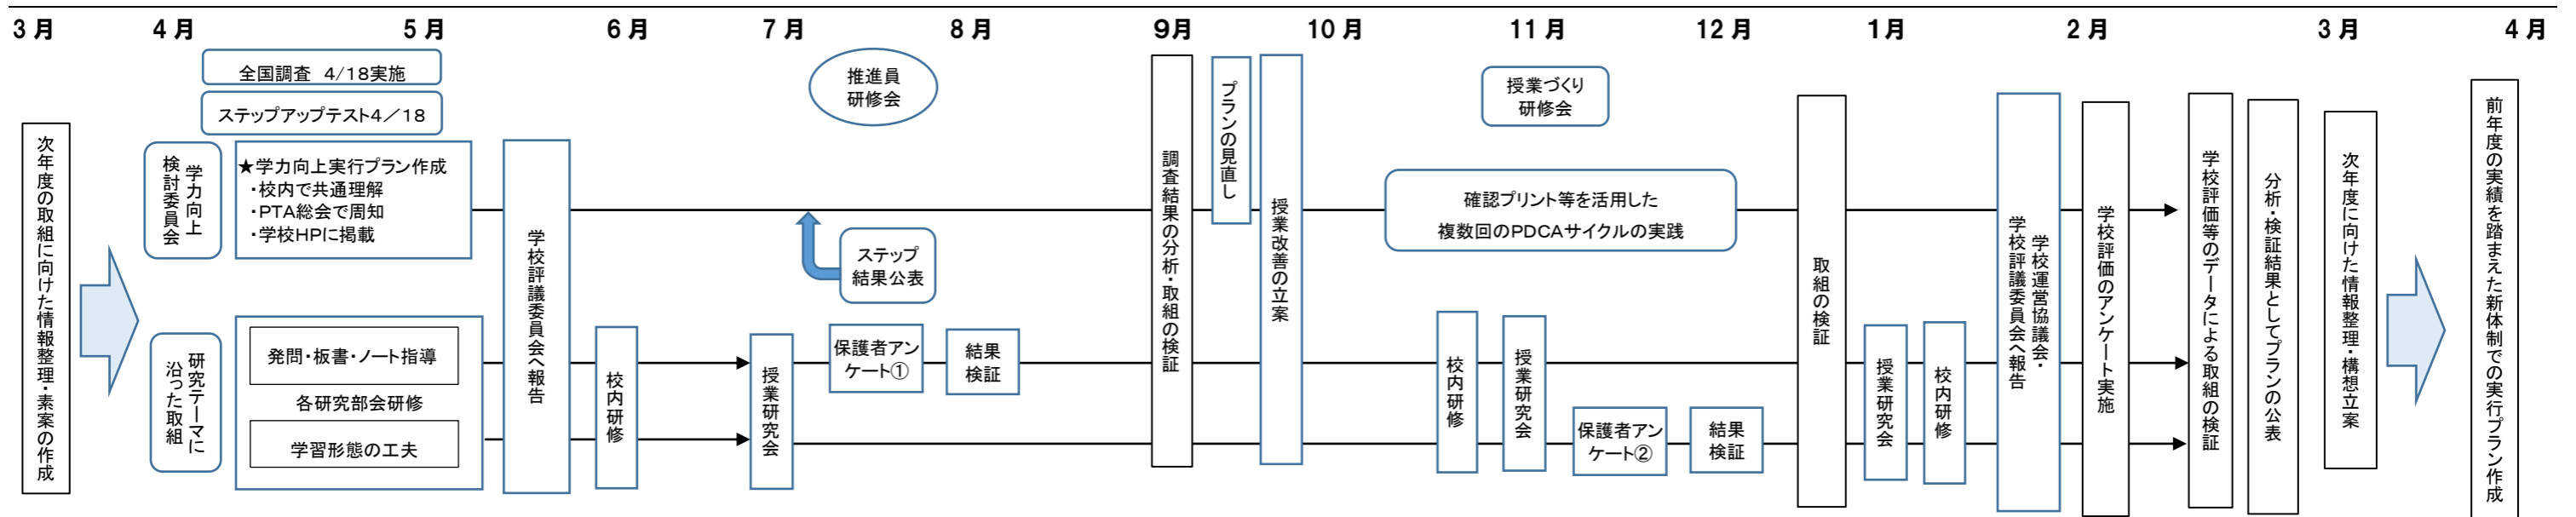 3月
4月
5月
6月
7月
8月
9月
10月
11月
12月
1月
2月
3月
4月
次年度の取組に向けた情報整理・素案の作成
全国調査 4/18実施
ステップアップテスト4/18
学力向上
検討委員会
★学力向上実行プラン作成
・校内で共通理解
・PTA総会で周知
・学校HPに掲載
研究テーマに
沿った取組
発問・板書・ノート指導
各研究部会研修
学習形態の工夫
学校評議委員会へ報告
校内研修
授業研究会
推進員
研修会
ステップ
結果公表
保護者アン
ケート①
結果
検証
調査結果の分析・取組の検証
プランの見直し
授業改善の立案
授業づくり
研修会
確認プリント等を活用した
複数回のPDCAサイクルの実践
校内研修
授業研究会
保護者アン
ケート②
結果
検証
取組の検証
授業研究会
校内研修
学校運営協議会・
学校評議委員会へ報告
学校評価のアンケート実施
学校評価等のデータによる取組の検証
分析・検証結果としてプランの公表
次年度に向けた情報整理・構想立案
前年度の実績を踏まえた新体制での実行プラン作成